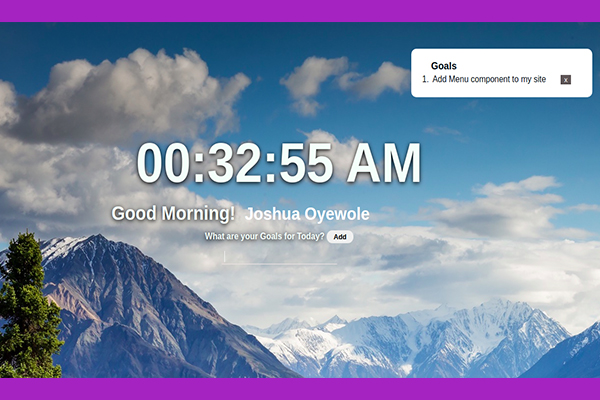 Goals
1. Add Menu component to my site x
00:32:55 AM
Good Morning! Joshua Oyewole
What are your Goals for Today? Add